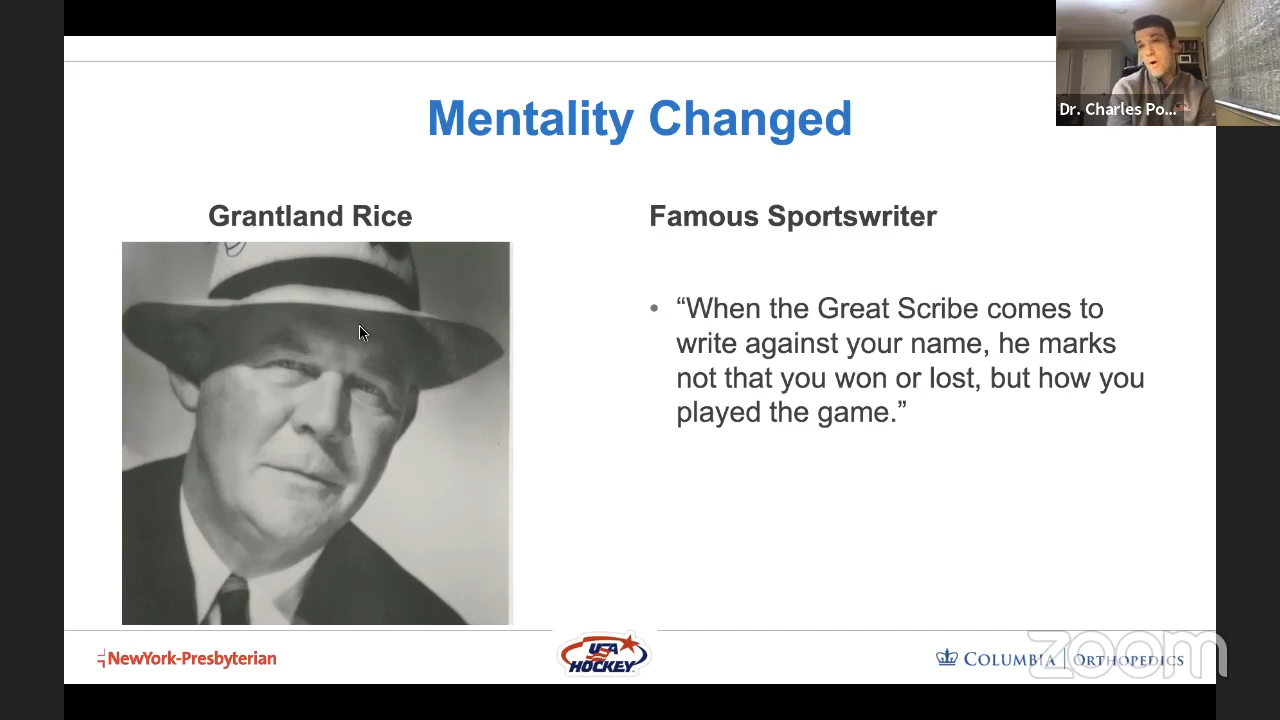 Mentality Changed
Dr. Charles Po...
Grantland Rice
Famous Sportswriter
• “When the Great Scribe comes to
write against your name, he marks
not that you won or lost, but how you
played the game.”
NewYork-Presbyterian
USA
HOCKEY
COLUMBIA | ORTHOPEDICS
zoom